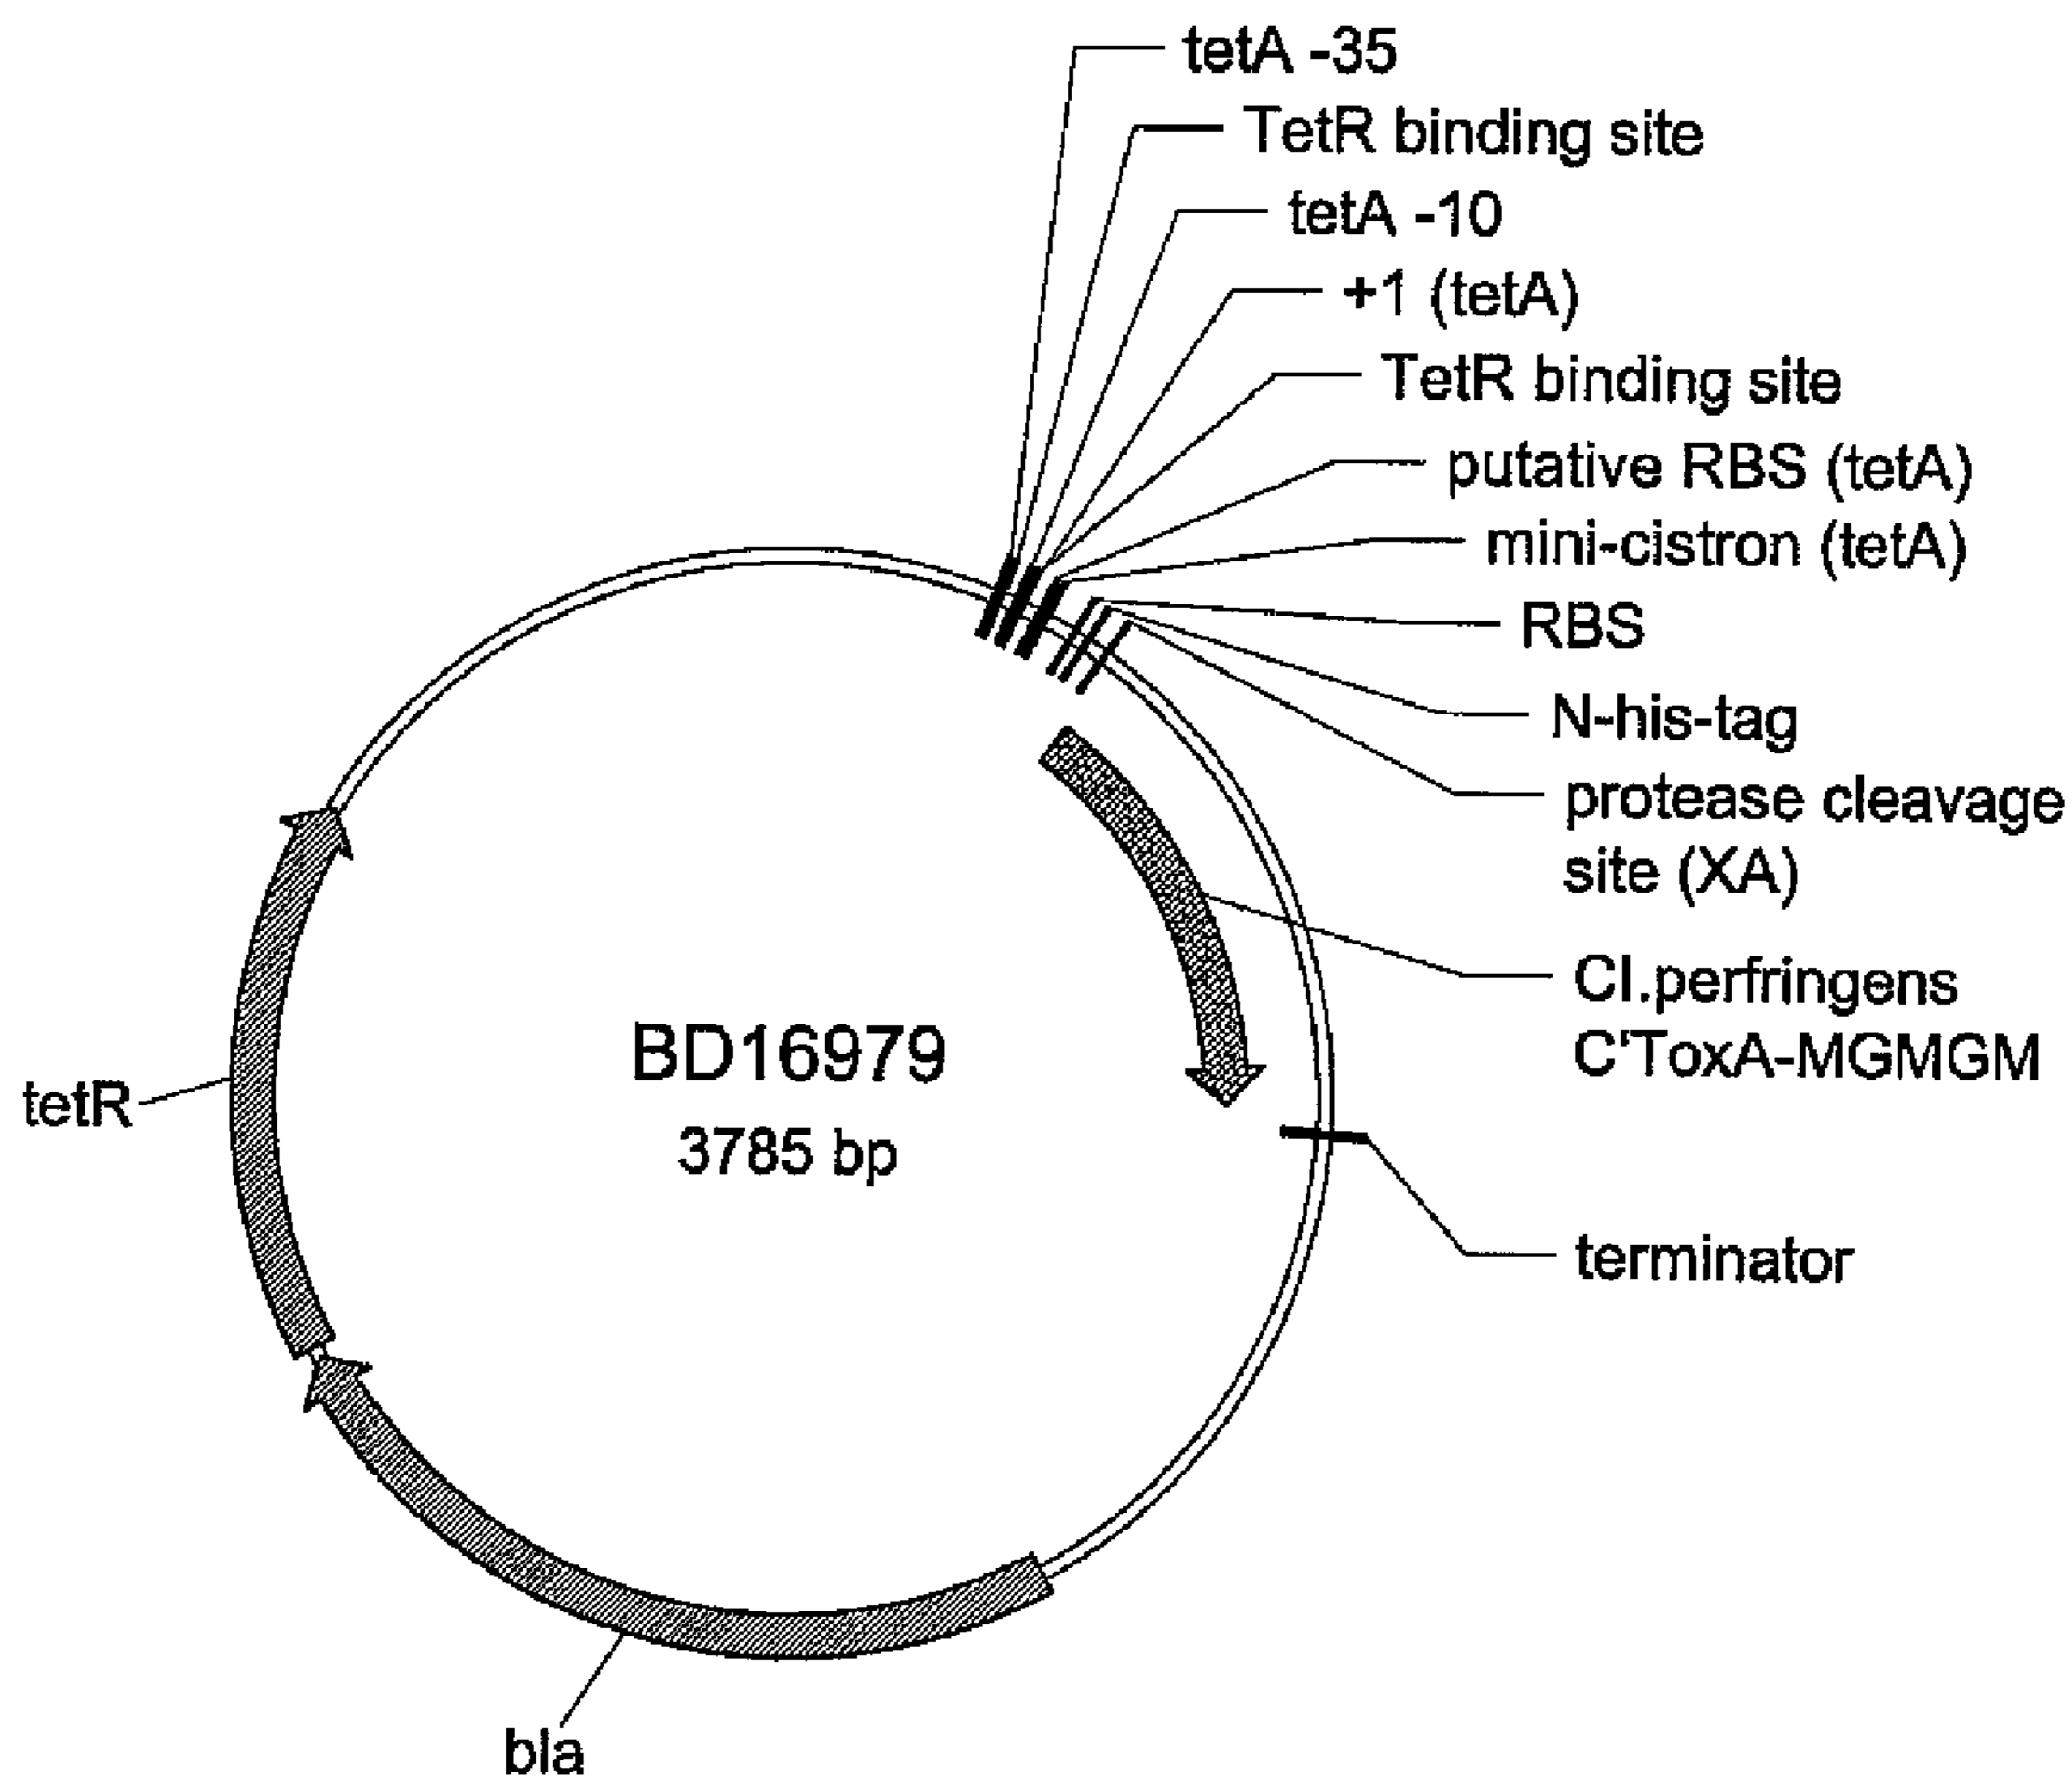 tetA -35
TetR binding site
tetA -10
+1 (tetA)
TetR binding site
putative RBS (tetA)
mini-cistron (tetA)
RBS
N-his-tag
protease cleavage
site (XA)
Cl.perfringens
C'ToxA-MGMGM
BD16979
3785 bp
tetR
terminator
bla